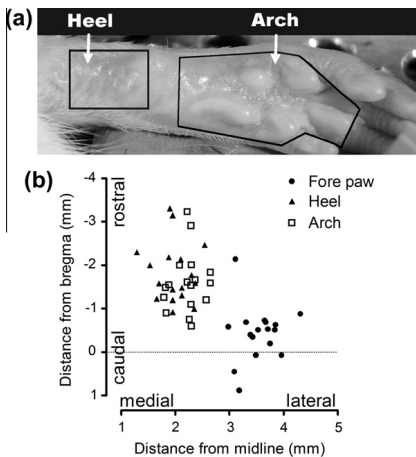 (a)
Heel Arch
(b)
Fore paw
Heel
Arch
Distance from bregma (mm)
rostral
caudal
-4
-3
-2
-1
0
1
medial lateral
1 2 3 4 5
Distance from midline (mm)